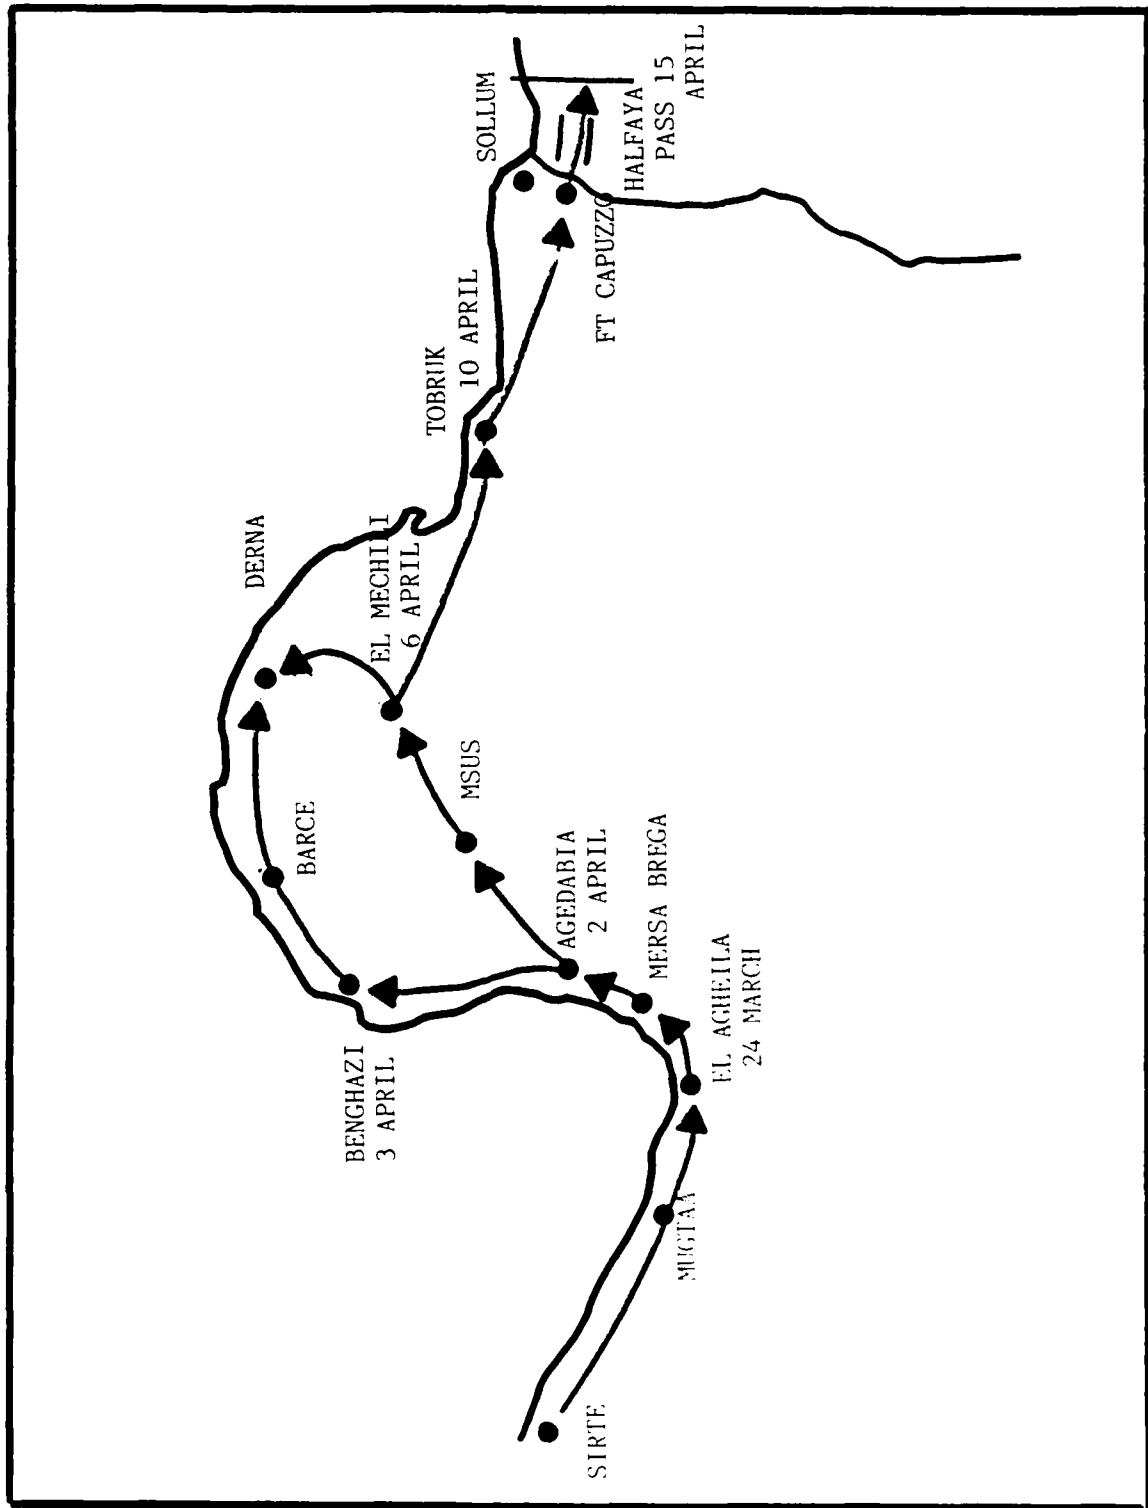 SIRTE
MUGTAA
EL AGHEILA
24 MARCH
MERSA BREGA
AGEDABIA
2 APRIL
BENGHAZI
3 APRIL
BARCE
MSUS
EL MECHILI
6 APRIL
DERNA
TOBRUK
10 APRIL
FT CAPUZZO
SOLLUM
HALFAYA
PASS 15
APRIL